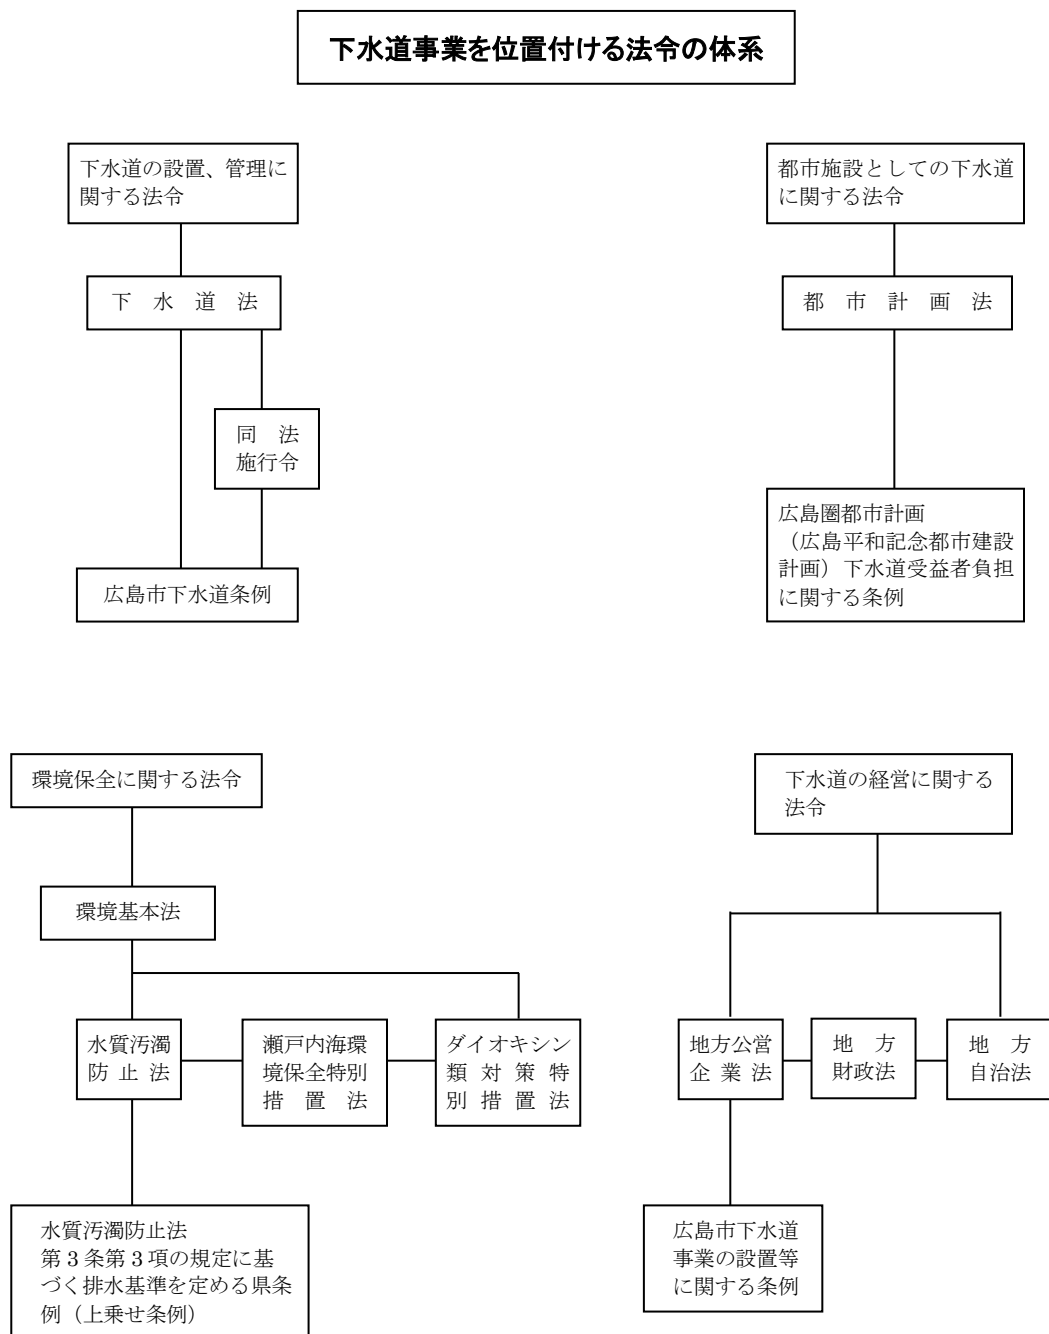 下水道事業を位置付ける法令の体系
下水道の設置、管理に
関する法令
下水道法
同法
施行令
広島市下水道条例
都市施設としての下水道
に関する法令
都市計画法
広島圏都市計画
（広島平和記念都市建設
計画）下水道受益者負担
に関する条例
環境保全に関する法令
環境基本法
水質汚濁
防止法
瀬戸内海環
境保全特別
措置法
ダイオキシン
類対策特
別措置法
水質汚濁防止法
第３条第３項の規定に基
づく排水基準を定める県条
例（上乗せ条例）
下水道の経営に関する
法令
地方公営
企業法
地方
財政法
地方
自治法
広島市下水道
事業の設置等
に関する条例